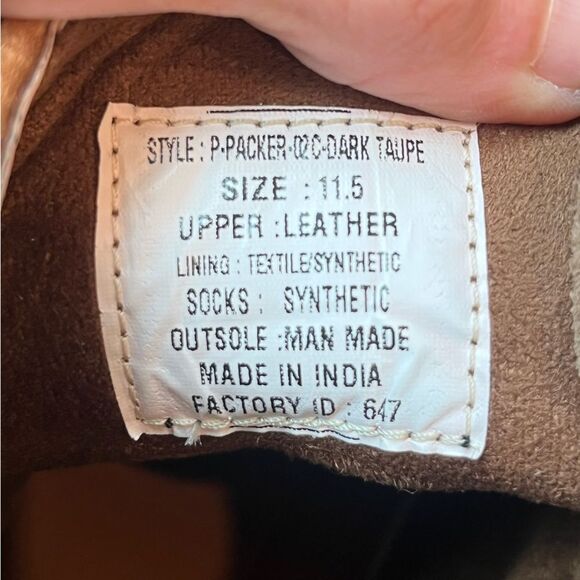 STYLE : P-PACKER-02C-DARK TAUPE
SIZE : 11.5
UPPER : LEATHER
LINING : TEXTILE/SYNTHETIC
SOCKS : SYNTHETIC
OUTSOLE : MAN MADE
MADE IN INDIA
FACTORY ID : 647